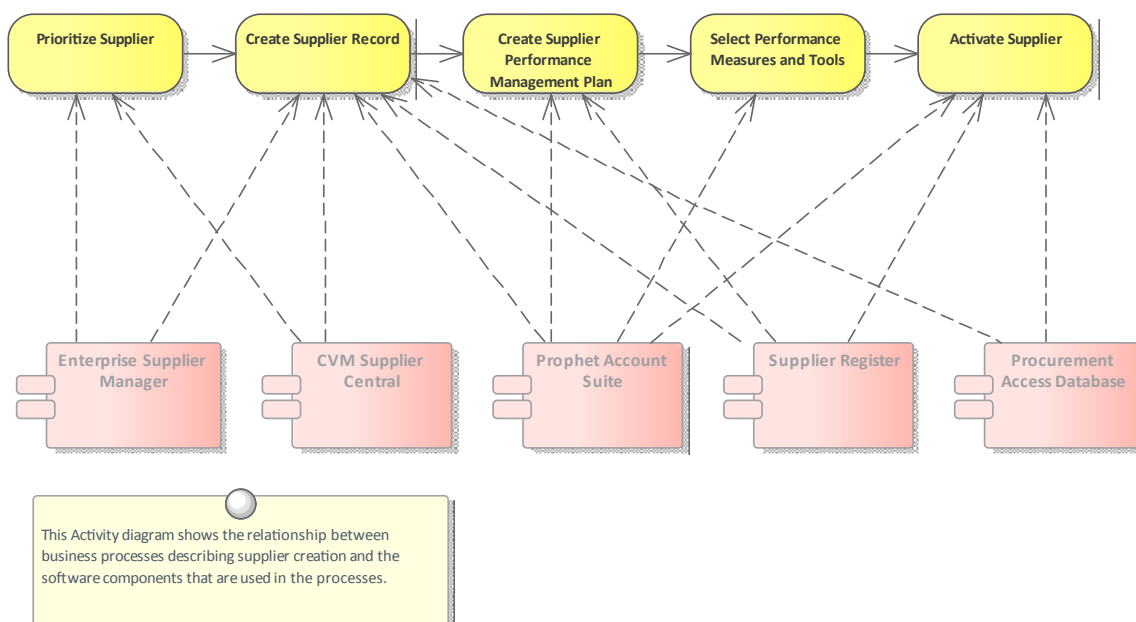 Prioritize Supplier
Create Supplier Record
Create Supplier
Performance
Management Plan
Select Performance
Measures and Tools
Activate Supplier
Enterprise Supplier
Manager
CVM Supplier
Central
Prophet Account
Suite
Supplier Register
Procurement
Access Database
This Activity diagram shows the relationship between
business processes describing supplier creation and the
software components that are used in the processes.